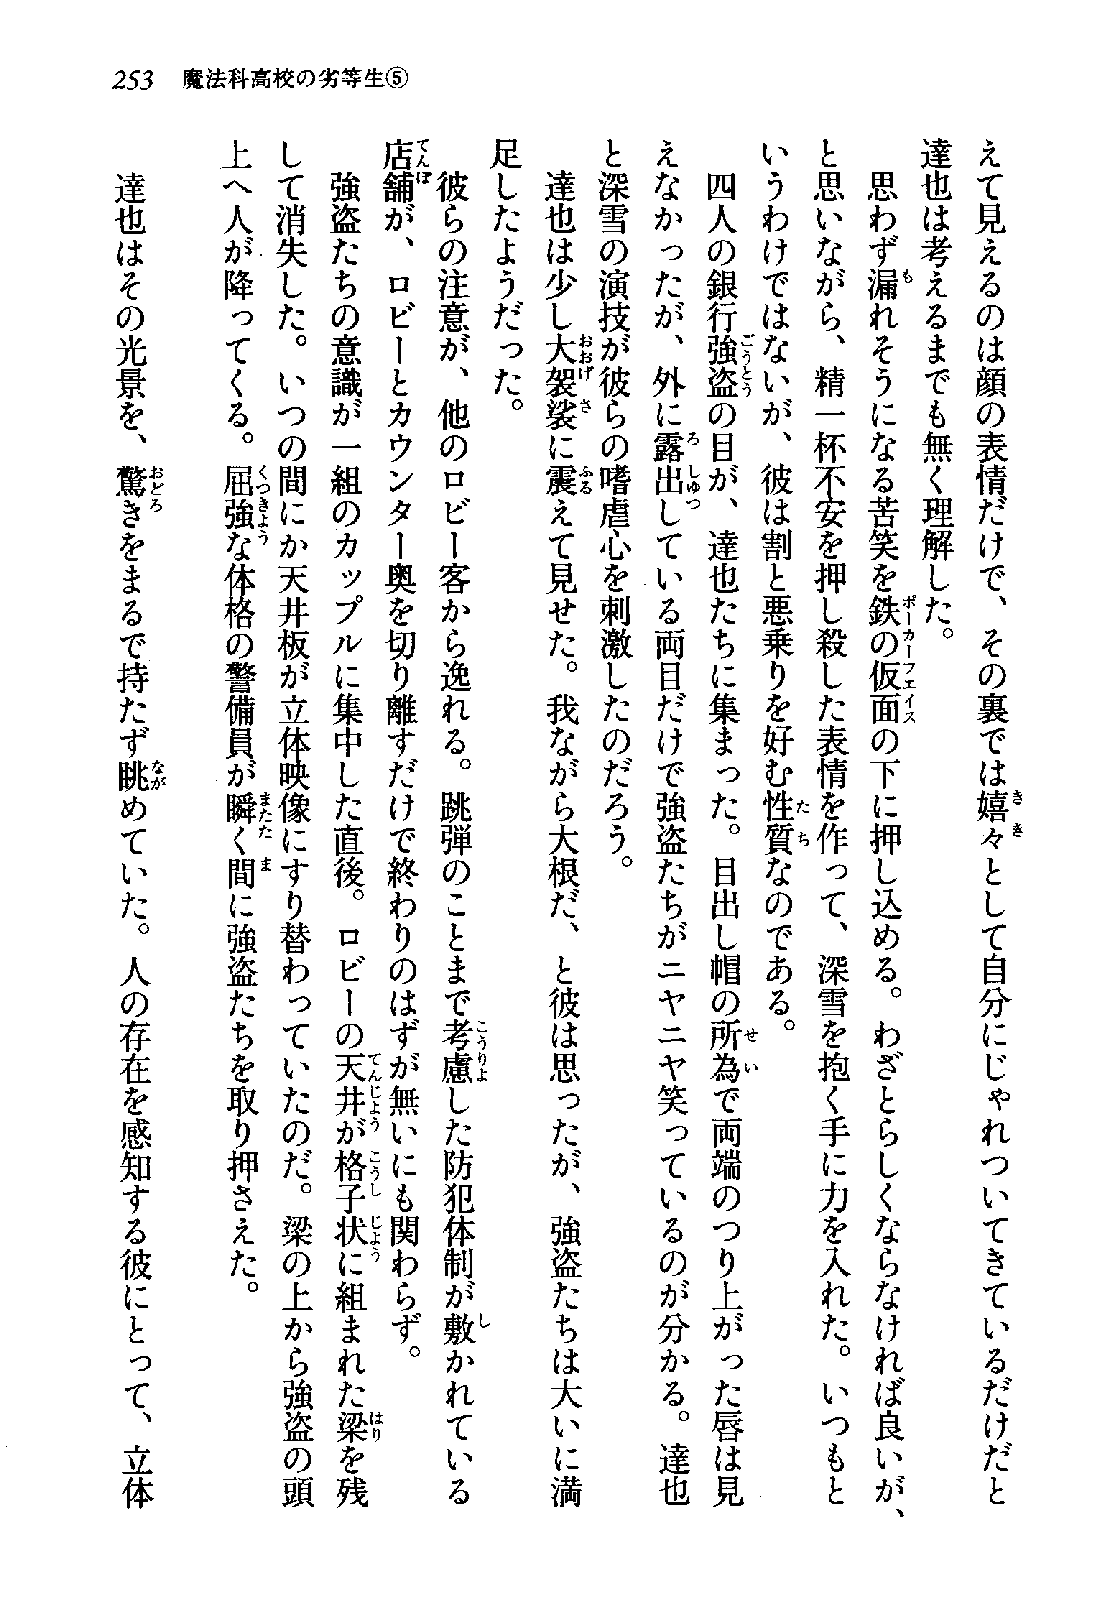 253 魔法科高校の劣等生⑤
えて見えるのは顔の表情だけで、その裏では嬉々として自分にじゃれついてきているだけだと
達也は考えるまでも無く理解した。
思わず漏れそうになる苦笑を鉄の仮面の下に押し込める。わざとらしくならなければ良いが、
と思いながら、精一杯不安を押し殺した表情を作って、深雪を抱く手に力を入れた。いつもと
いうわけではないが、彼は割と悪乗りを好む性質なのである。
四人の銀行強盗の目が、達也たちに集まった。目出し帽の所為で両端のつり上がった唇は見
えなかったが、外に露出している両目だけで強盗たちがニヤニヤ笑っているのが分かる。達也
と深雪の演技が彼らの嗜虐心を刺激したのだろう。
達也は少し大袈裟に震えて見せた。我ながら大根だ、と彼は思ったが、強盗たちは大いに満
足したようだった。
彼らの注意が、他のロビー客から逸れる。跳弾のことまで考慮した防犯体制が敷かれている
店舗が、ロビーとカウンター奥を切り離すだけで終わりのはずが無いにも関わらず。
強盗たちの意識が一組のカップルに集中した直後。ロビーの天井が格子状に組まれた梁を残
して消失した。いつの間にか天井板が立体映像にすり替わっていたのだ。梁の上から強盗の頭
上へ人が降ってくる。屈強な体格の警備員が瞬く間に強盗たちを取り押さえた。
達也はその光景を、驚きをまるで持たず眺めていた。人の存在を感知する彼にとって、立体